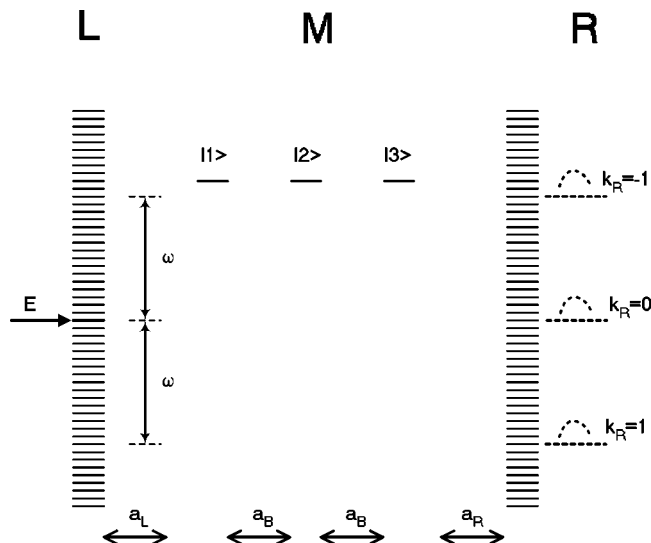 L M R
|1> |2> |3>
k_R=-1
ω
E
k_R=0
ω
k_R=1
a_L a_B a_B a_R